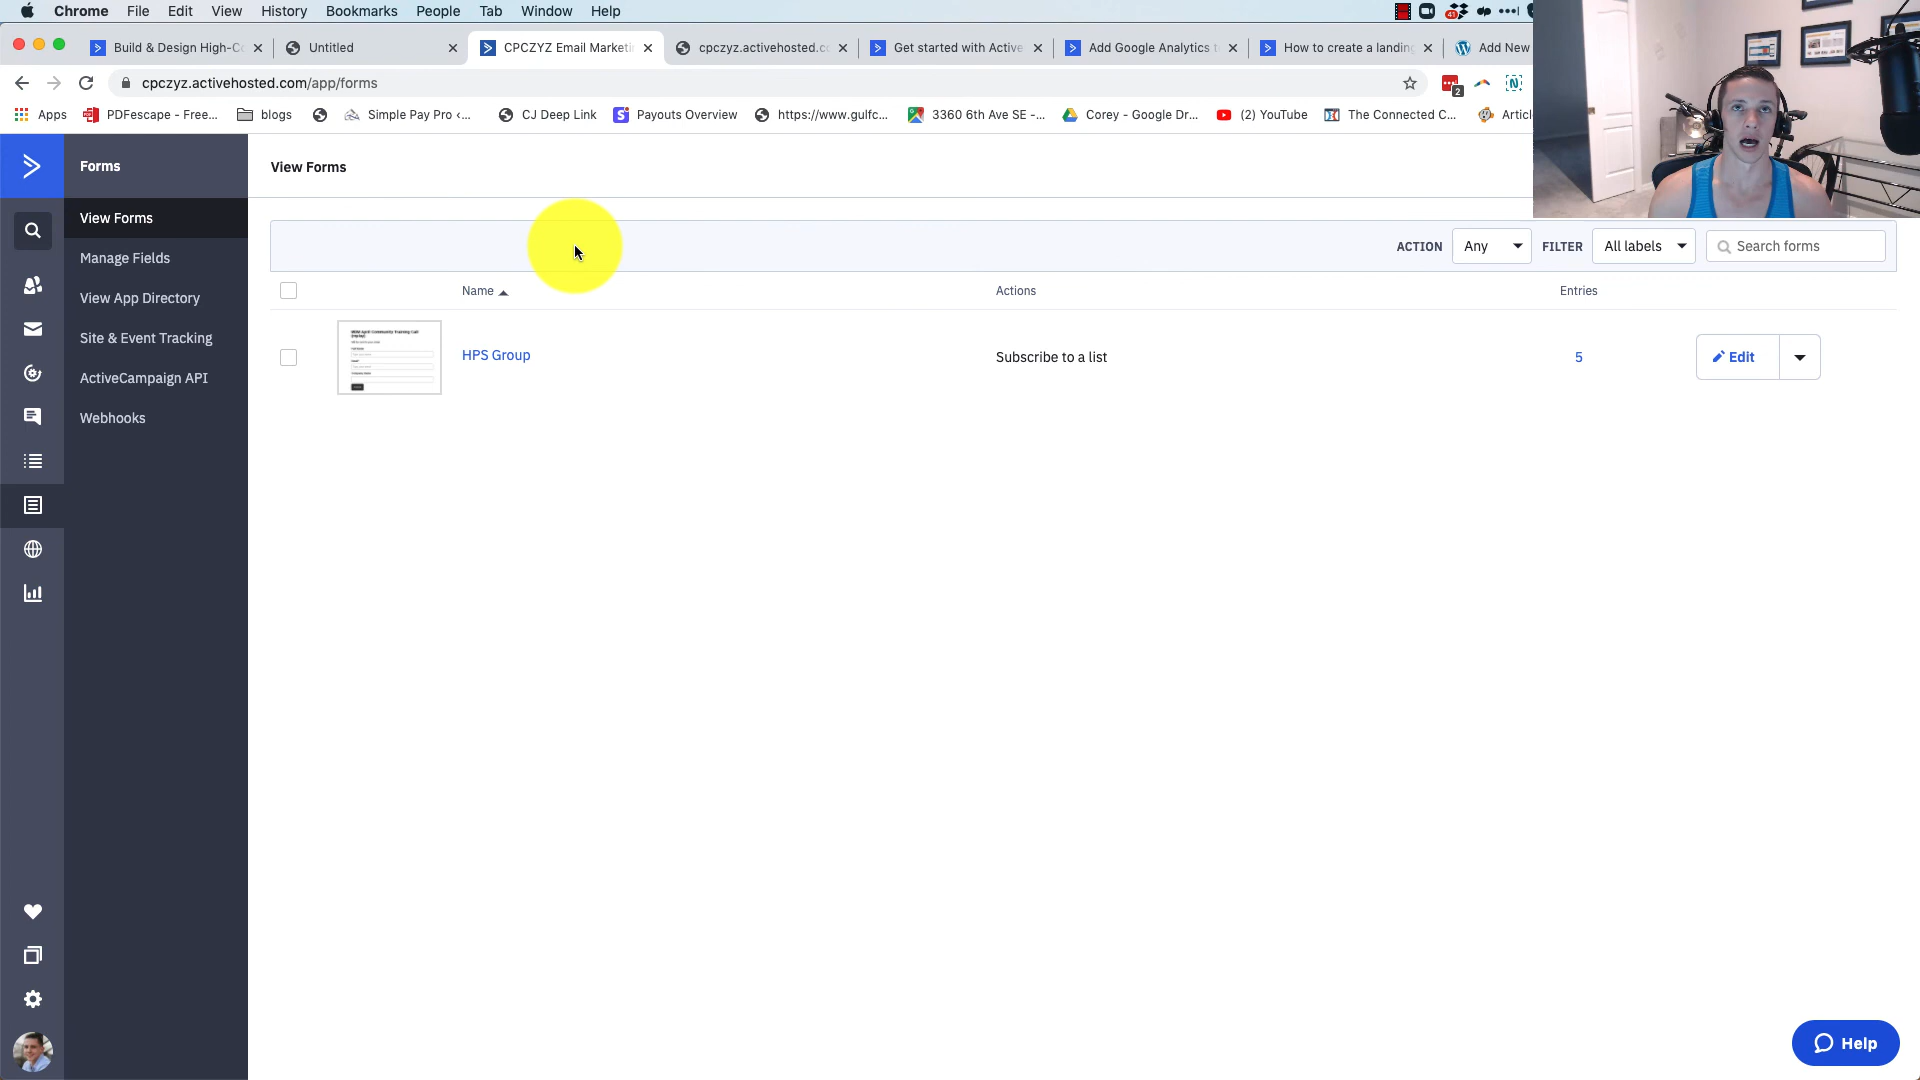 Chrome File Edit View History Bookmarks People Tab Window Help
41
Build & Design High-Co
Untitled
CPCZYZ Email Marketi
cpczyz.activehosted.co
Get started with Active
Add Google Analytics t
How to create a landing
Add New
cpczyz.activehosted.com/app/forms
2
Apps
PDFescape - Free...
blogs
Simple Pay Pro ‹...
CJ Deep Link
Payouts Overview
https://www.gulfc...
3360 6th Ave SE -...
Corey - Google Dr...
(2) YouTube
The Connected C...
Articl
Forms
View Forms
View Forms
Manage Fields
View App Directory
Site & Event Tracking
ActiveCampaign API
Webhooks
ACTION Any FILTER All labels Search forms
Name Actions Entries
HPS Group Subscribe to a list 5 Edit
Help